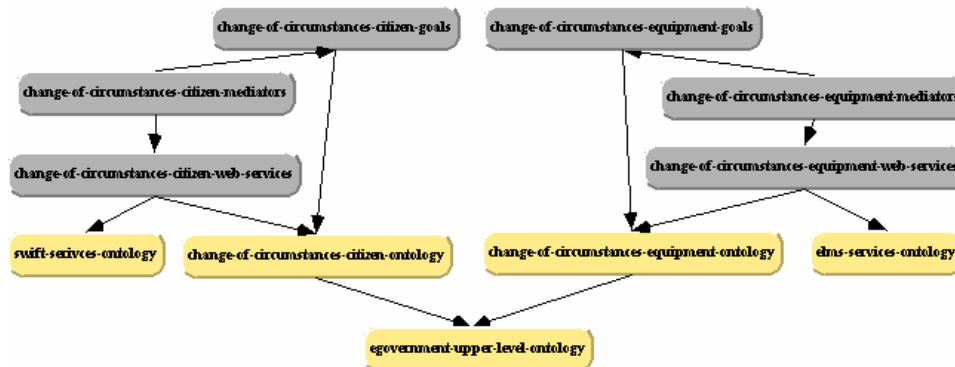 change-of-circumstances-citizen-goals
change-of-circumstances-equipment-goals
change-of-circumstances-citizen-mediators
change-of-circumstances-equipment-mediators
change-of-circumstances-citizen-web-services
change-of-circumstances-equipment-web-services
swift-serivces-ontology
change-of-circumstances-citizen-ontology
change-of-circumstances-equipment-ontology
elms-services-ontology
egovernment-upper-level-ontology